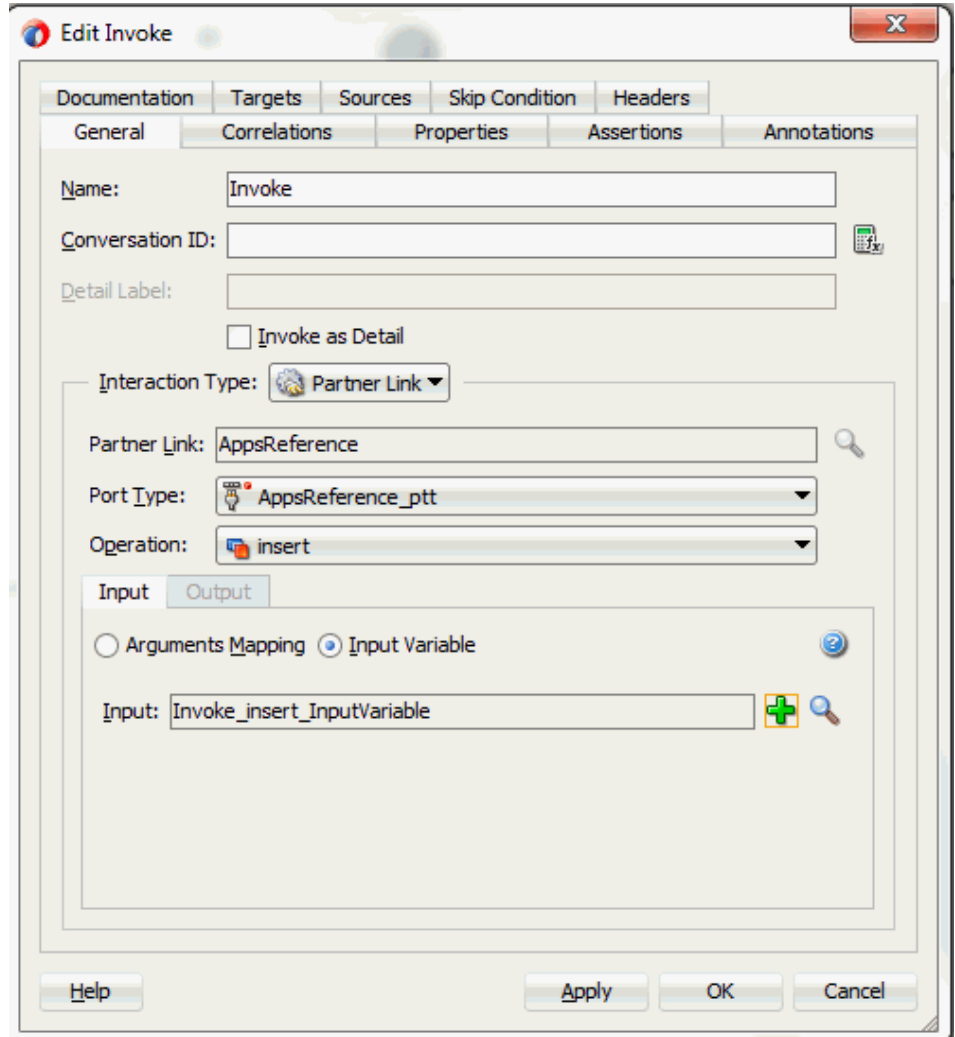 Edit Invoke
Documentation Targets Sources Skip Condition Headers
General Correlations Properties Assertions Annotations
Name: Invoke
Conversation ID:
Detail Label:
Invoke as Detail
Interaction Type: Partner Link
Partner Link: AppsReference
Port Type: AppsReference_ptt
Operation: insert
Input Output
Arguments Mapping Input Variable
Input: Invoke_insert_InputVariable
Help Apply OK Cancel